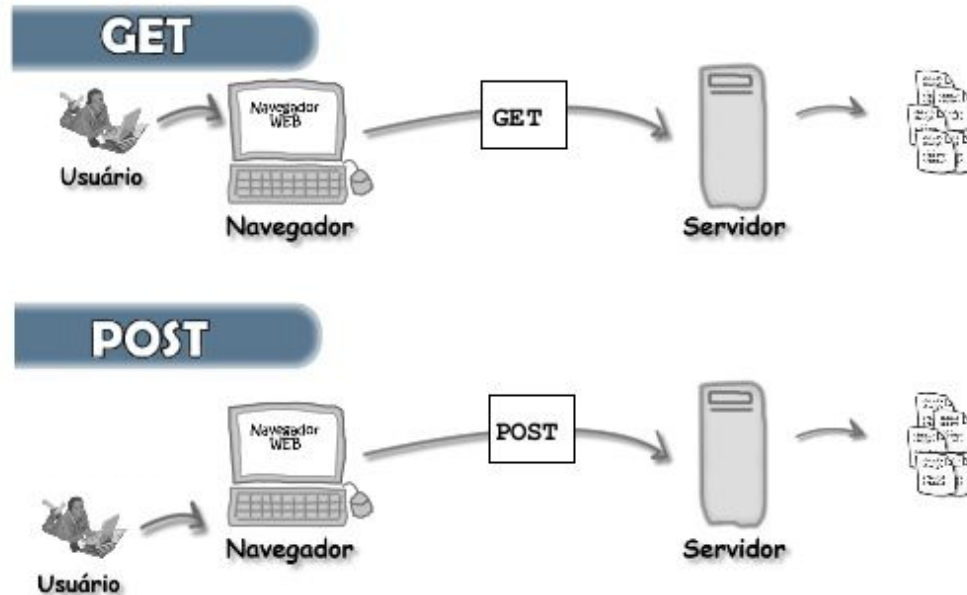 GET
Navegador
WEB
GET
Usuário
Navegador
Servidor
POST
Navegador
WEB
POST
Navegador
Servidor
Usuário